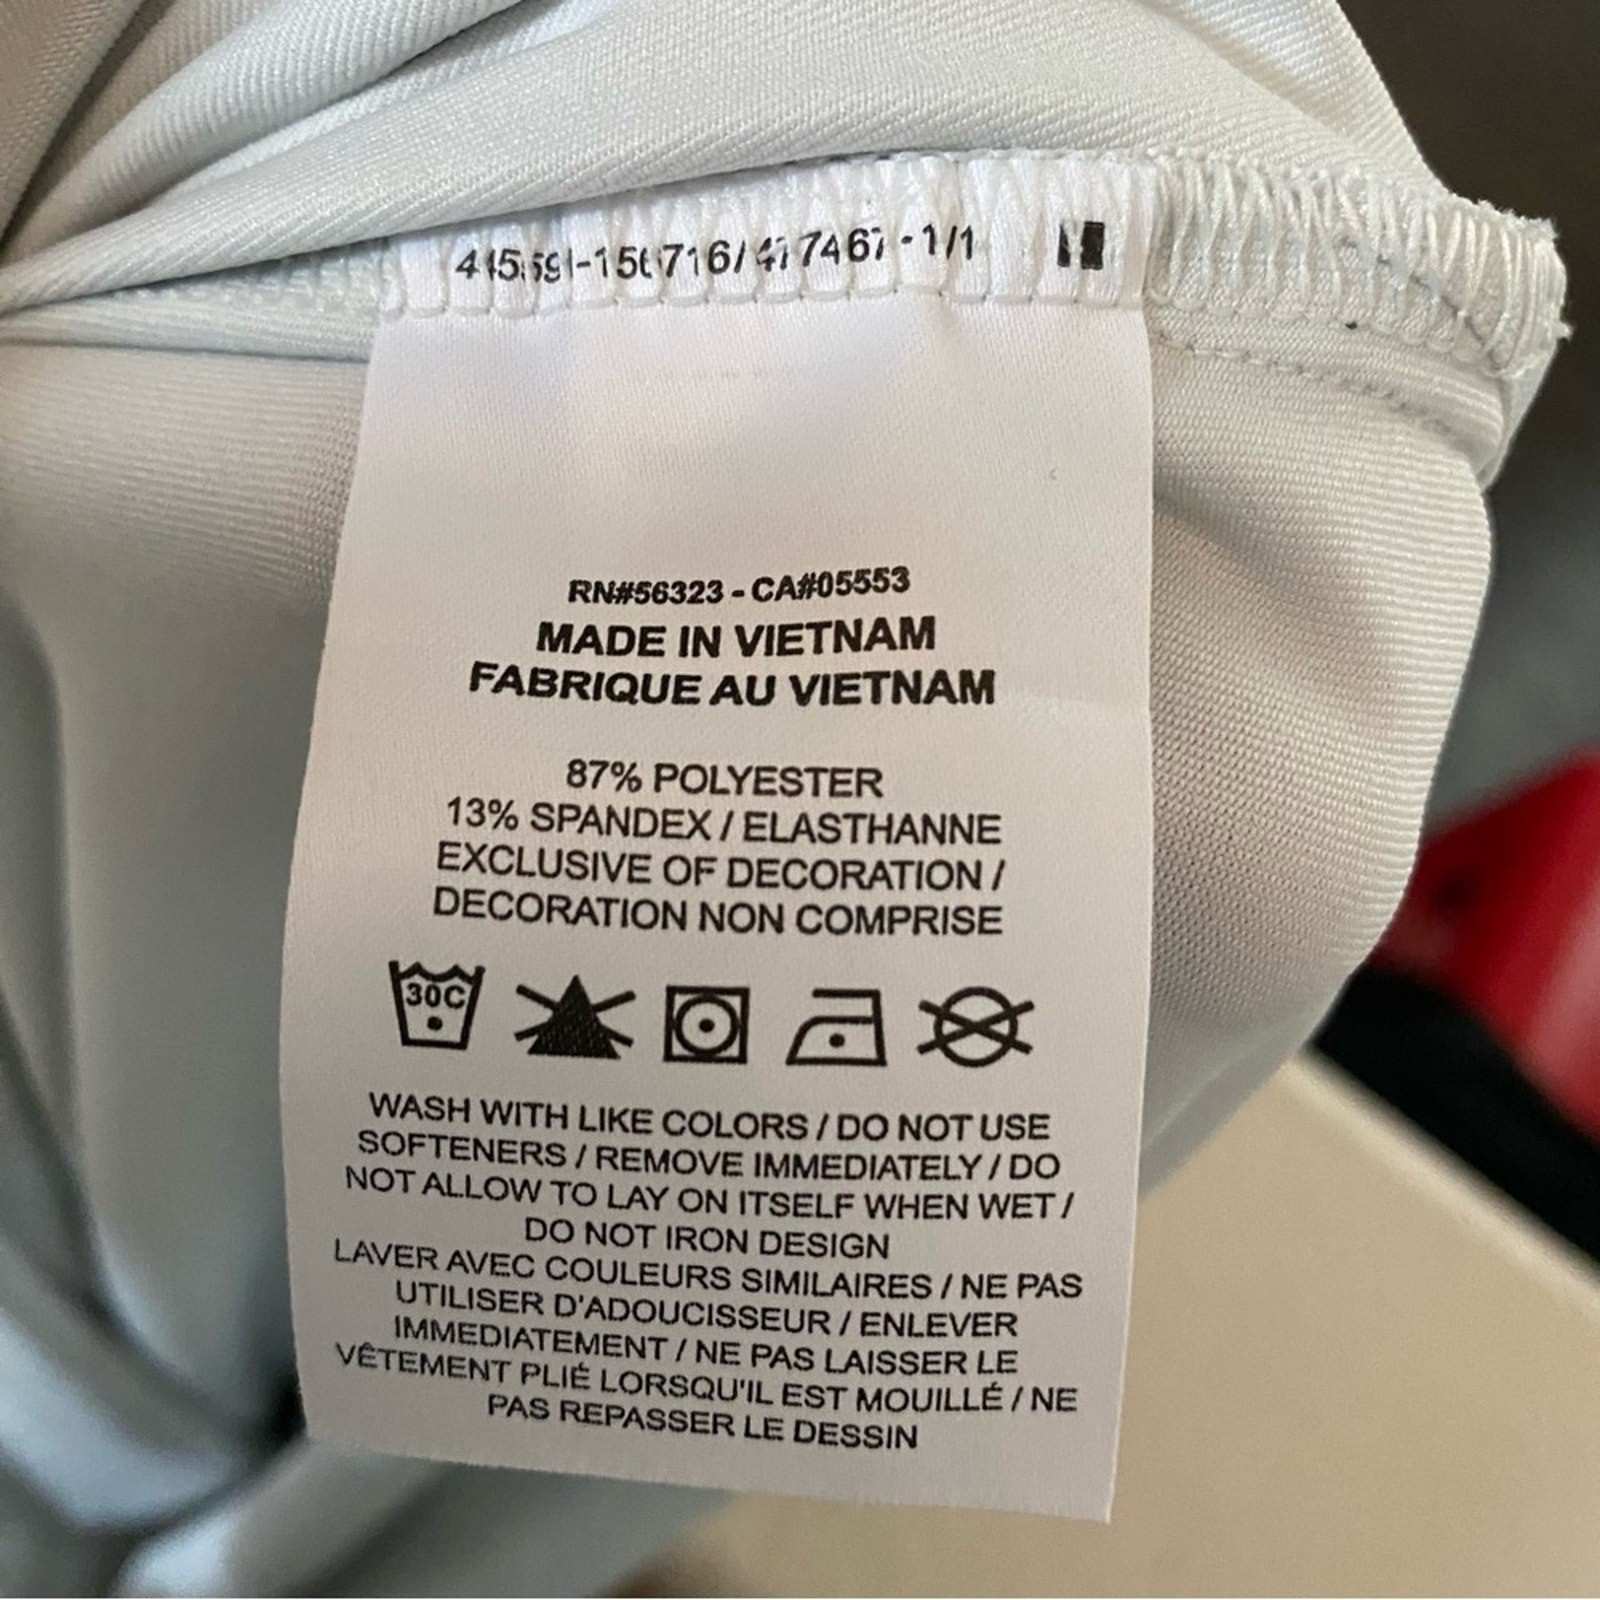 RN#56323 - CA#05553
MADE IN VIETNAM
FABRIQUE AU VIETNAM
87% POLYESTER
13% SPANDEX / ELASTHANNE
EXCLUSIVE OF DECORATION /
DECORATION NON COMPRISE
30C
WASH WITH LIKE COLORS / DO NOT USE
SOFTENERS / REMOVE IMMEDIATELY / DO
NOT ALLOW TO LAY ON ITSELF WHEN WET /
DO NOT IRON DESIGN
LAVER AVEC COULEURS SIMILAIRES / NE PAS
UTILISER D'ADOUCISSEUR / ENLEVER
IMMEDIATEMENT / NE PAS LAISSER LE
VÊTEMENT PLIÉ LORSQU'IL EST MOUILLÉ / NE
PAS REPASSER LE DESSIN